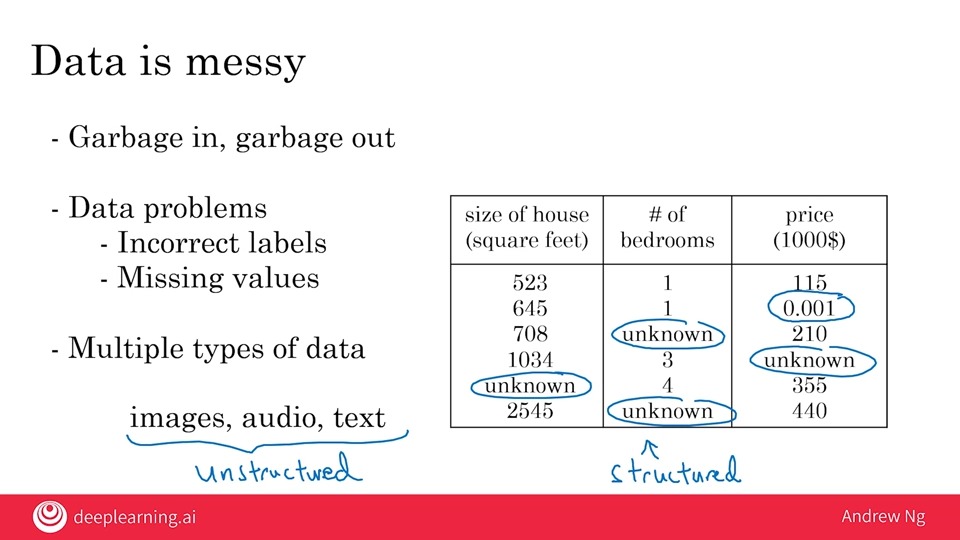 Data is messy
- Garbage in, garbage out
- Data problems
- Incorrect labels
- Missing values
- Multiple types of data
images, audio, text
unstructured
size of house # of price
(square feet) bedrooms (1000$)
523 1 115
645 1 0.001
708 unknown 210
1034 3 unknown
unknown 4 355
2545 unknown 440
structured
deeplearning.ai
Andrew Ng